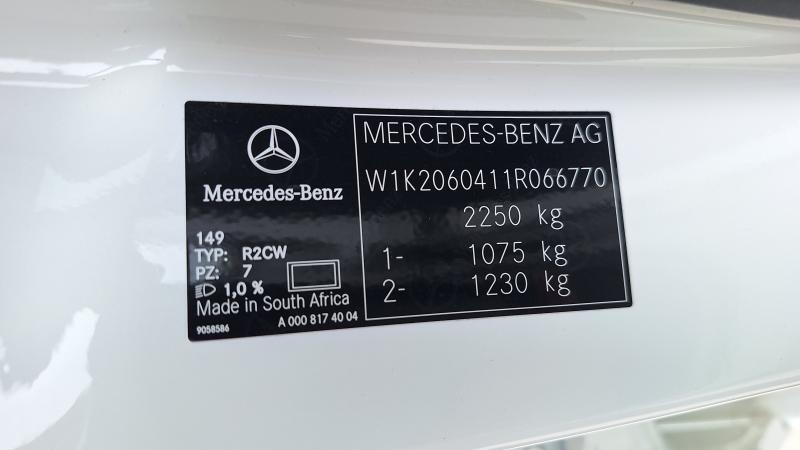 Mercedes-Benz
149
TYP: R2CW
PZ: 7
1,0 %
Made in South Africa
9058586
A 000 817 40 04
MERCEDES-BENZ AG
W1K2060411R066770
2250 kg
1- 1075 kg
2- 1230 kg